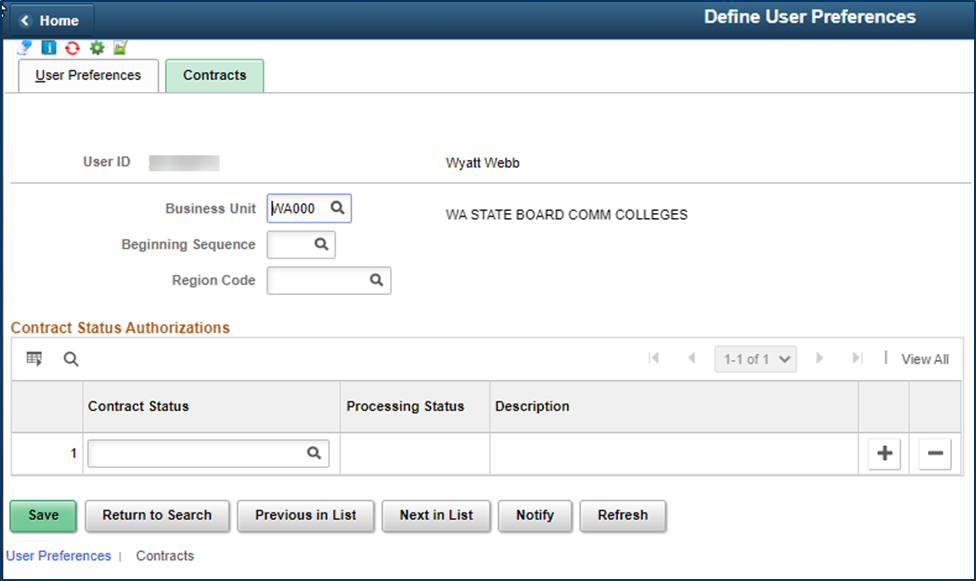 Home
Define User Preferences
User Preferences
Contracts
User ID
Wyatt Webb
Business Unit WA000
WA STATE BOARD COMM COLLEGES
Beginning Sequence
Region Code
Contract Status Authorizations
1-1 of 1
View All
Contract Status Processing Status Description
1
Save Return to Search Previous in List Next in List Notify Refresh
User Preferences | Contracts